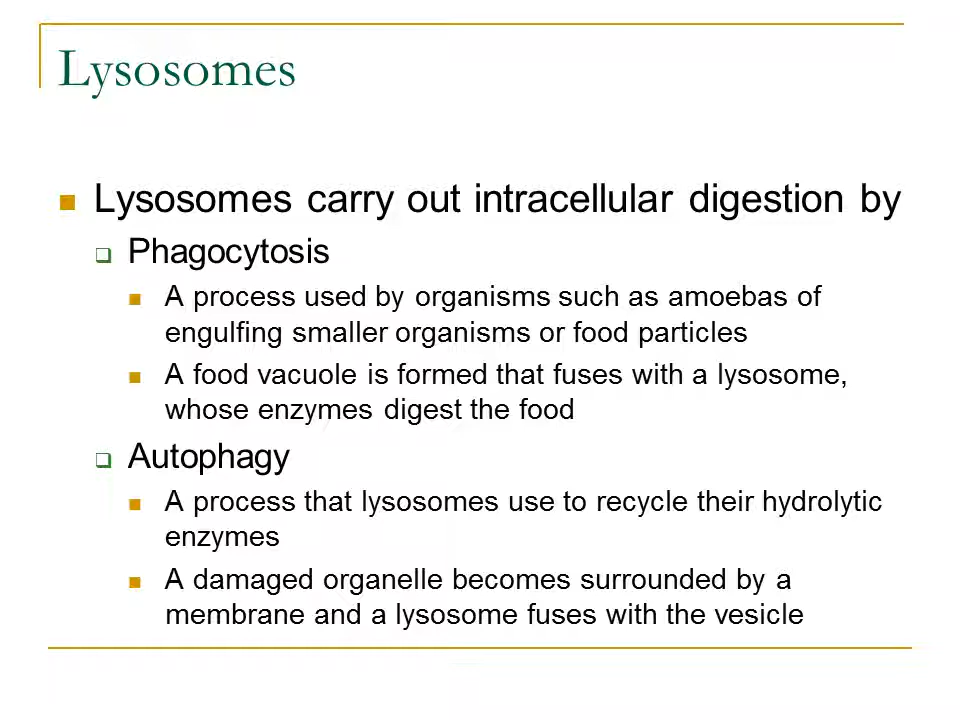 Lysosomes
Lysosomes carry out intracellular digestion by
Phagocytosis
A process used by organisms such as amoebas of
engulfing smaller organisms or food particles
A food vacuole is formed that fuses with a lysosome,
whose enzymes digest the food
Autophagy
A process that lysosomes use to recycle their hydrolytic
enzymes
A damaged organelle becomes surrounded by a
membrane and a lysosome fuses with the vesicle